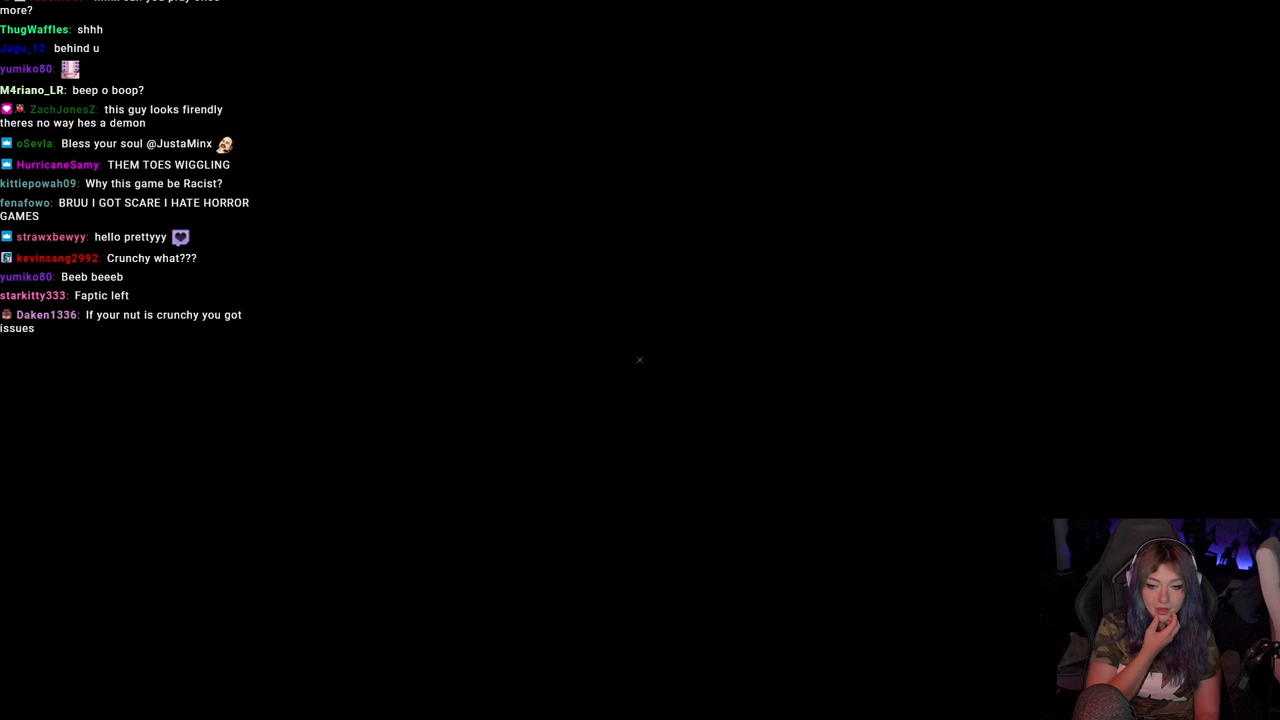 more?
ThugWaffles: shhh
Jagu_12: behind u
yumiko80:
M4riano_LR: beep o boop?
ZachJonesZ: this guy looks firendly
theres no way hes a demon
oSevla: Bless your soul @JustaMinx
HurricaneSamy: THEM TOES WIGGLING
kittiepowah09: Why this game be Racist?
fenafowo: BRUU I GOT SCARE I HATE HORROR
GAMES
strawxbewyy: hello prettyyy
kevinsang2992: Crunchy what???
yumiko80: Beeb beeeb
starkitty333: Faptic left
Daken1336: If your nut is crunchy you got
issues